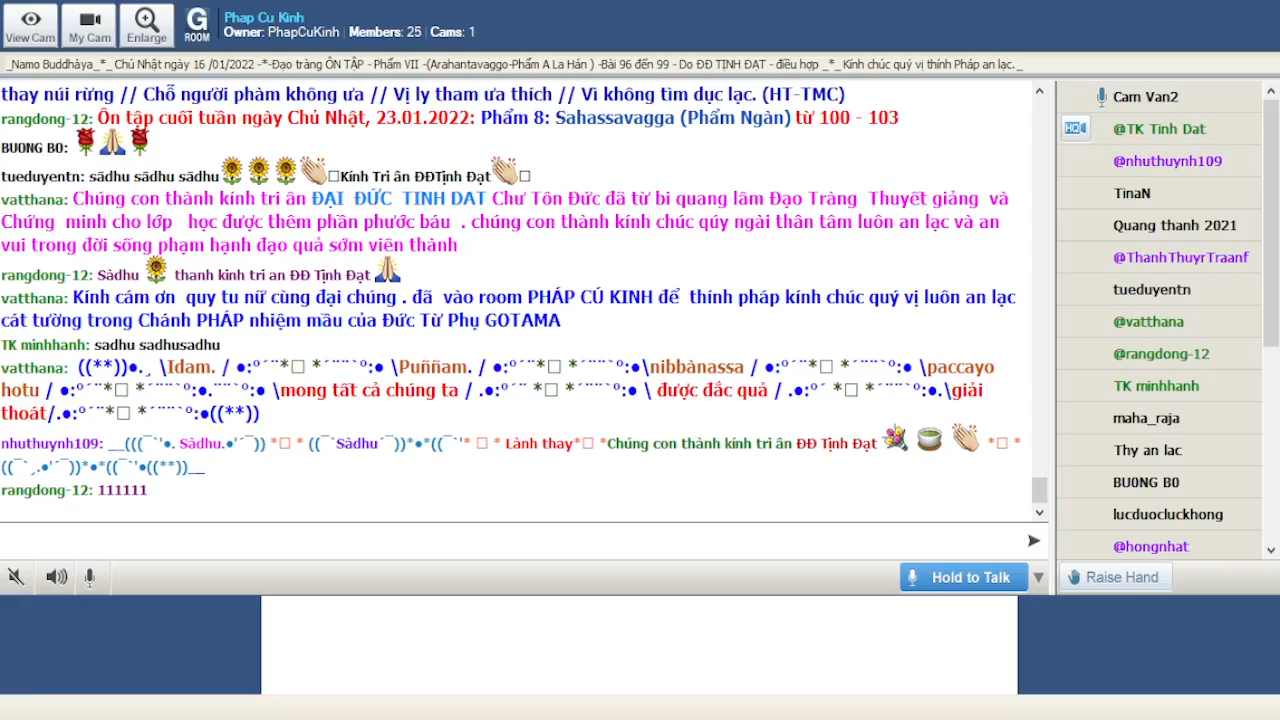 View Cam
My Cam
Enlarge
G
ROOM
Phap Cu Kinh
Owner: PhapCuKinh | Members: 25 | Cams: 1
_Namo Buddhàya_*_ Chủ Nhật ngày 16 /01/2022 -*-Đạo tràng ÔN TẬP - Phẩm VII -(Arahantavaggo-Phẩm A La Hán ) -Bài 96 đến 99 - Do ĐĐ TỊNH ĐẠT - điều hợp _*_ Kính chúc quý vị thính Pháp an lạc._
thay núi rừng // Chỗ người phàm không ưa // Vị ly tham ưa thích // Vì không tìm dục lạc. (HT-TMC)
rangdong-12: Ôn tập cuối tuần ngày Chủ Nhật, 23.01.2022: Phẩm 8: Sahassavagga (Phẩm Ngàn) từ 100 - 103
BUONG B0: 🌹🙏🌹
tueduyentn: sādhu sādhu sādhu🌻🌻🌻👏□Kính Tri ân ĐĐTịnh Đạt👏□
vatthana: Chúng con thành kính tri ân ĐẠI ĐỨC TINH DAT Chư Tôn Đức đã từ bi quang lâm Đạo Tràng Thuyết giảng và
Chứng minh cho lớp học được thêm phần phước báu . chúng con thành kính chúc qúy ngài thân tâm luôn an lạc và an
vui trong đời sống phạm hạnh đạo quả sớm viên thành
rangdong-12: Sàdhu 🌻 thanh kinh tri an ĐĐ Tịnh Đạt 🙏
vatthana: Kính cám ơn quy tu nữ cùng đại chúng . đã vào room PHÁP CÚ KINH để thính pháp kính chúc quý vị luôn an lạc
cát tường trong Chánh PHÁP nhiệm mầu của Đức Từ Phụ GOTAMA
TK minhhanh: sadhu sadhusadhu
vatthana: ((**))●.¸ \Idam. / ●:º´¨*□ *´¨¨`º:● \Puññam. / ●:º´¨*□ *´¨¨`º:●\nibbànassa / ●:º´¨*□ *´¨¨`º:● \paccayo
hotu / ●:º´¨*□ *´¨¨`º:●.¨¨`º:● \mong tất cả chúng ta / .●:º´¨ *□ *´¨¨`º:● \ được đắc quả / .●:º´ *□ *´¨¨`º:●.\giải
thoát/.●:º´¨*□ *´¨¨`º:●((**))
nhuthuynh109: __(((¯`'●. Sàdhu.●'´¯)) *□ * ((¯`Sàdhu´¯))*●*((¯`'* □ * Lành thay*□ *Chúng con thành kính tri ân ĐĐ Tịnh Đạt 💐 🍵 👏 *□ *
((¯`¸.●'´¯))*●*((¯`'●((**))__
rangdong-12: 111111
Hold to Talk
Cam Van2
HQ
@TK Tinh Dat
@nhuthuynh109
TinaN
Quang thanh 2021
@ThanhThuyrTraanf
tueduyentn
@vatthana
@rangdong-12
TK minhhanh
maha_raja
Thy an lac
BU0NG B0
lucduocluckhong
@hongnhat
Raise Hand